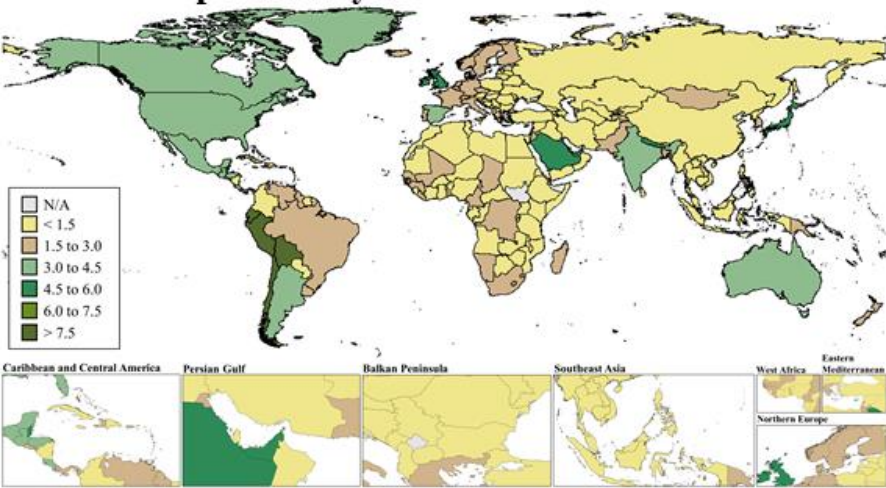 N/A
< 1.5
1.5 to 3.0
3.0 to 4.5
4.5 to 6.0
6.0 to 7.5
> 7.5
Caribbean and Central America
Persian Gulf
Balkan Peninsula
Southeast Asia
West Africa
Eastern
Mediterranean
Northern Europe